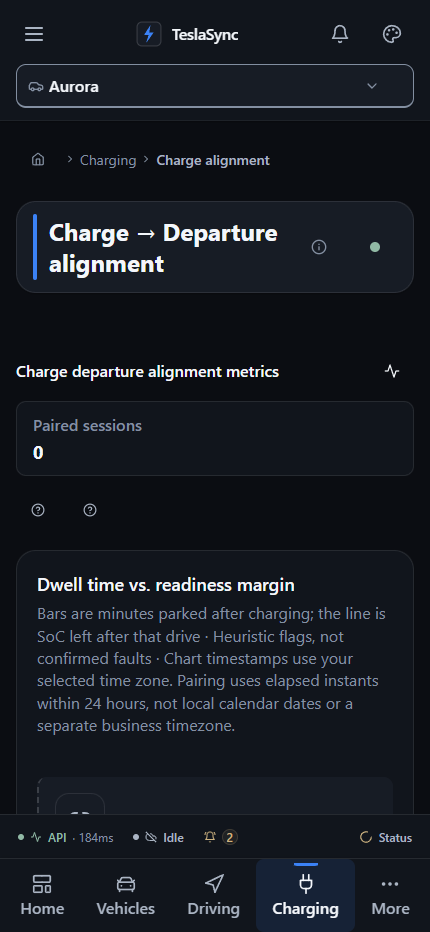 TeslaSync
Aurora
Charging
Charge alignment
Charge → Departure
alignment
Charge departure alignment metrics
Paired sessions
0
Dwell time vs. readiness margin
Bars are minutes parked after charging; the line is
SoC left after that drive · Heuristic flags, not
confirmed faults · Chart timestamps use your
selected time zone. Pairing uses elapsed instants
within 24 hours, not local calendar dates or a
separate business timezone.
API · 184ms
Idle
2
Status
Home
Vehicles
Driving
Charging
More